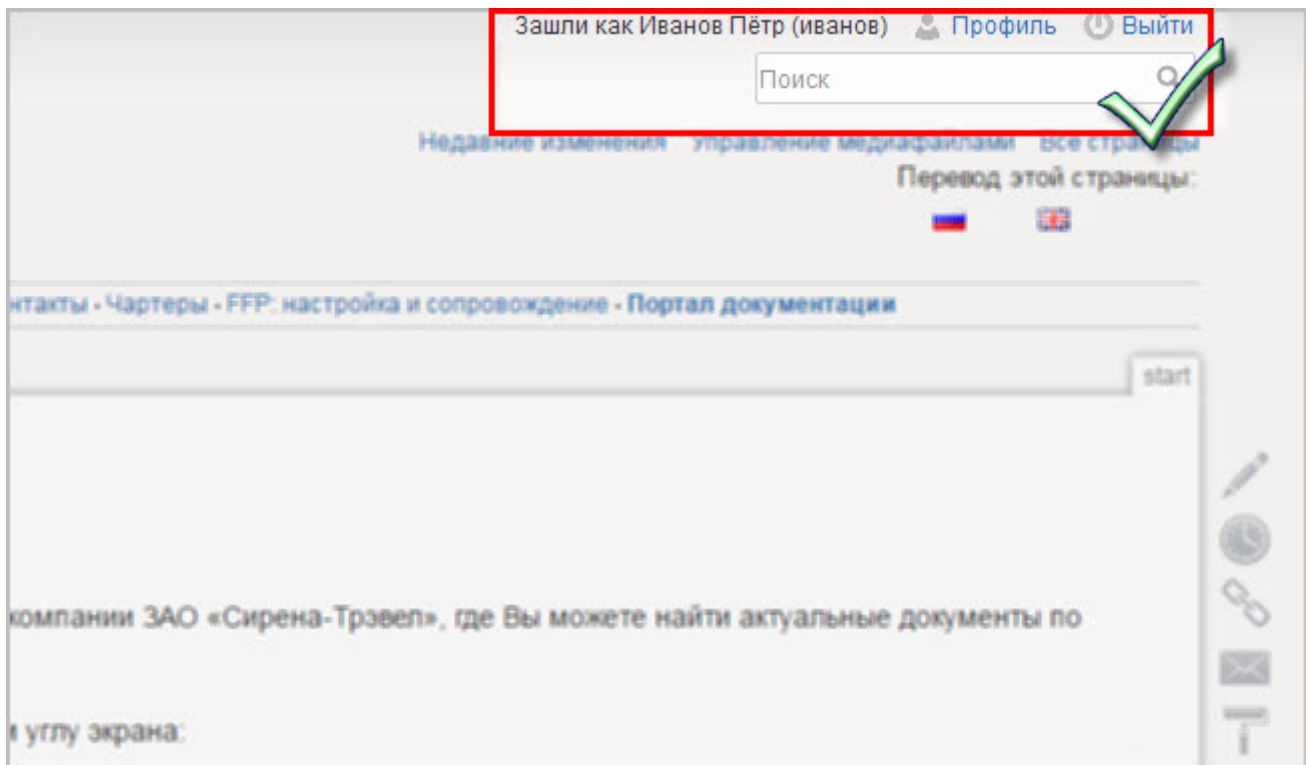 Зашли как Иванов Пётр (иванов) Профиль Выйти
Поиск
Недавние изменения Управление медиафайлами Все страницы
Перевод этой страницы:
нтакты - Чартеры - FFP: настройка и сопровождение - Портал документации
start
компании ЗАО «Сирена-Трэвел», где Вы можете найти актуальные документы по
углу экрана: